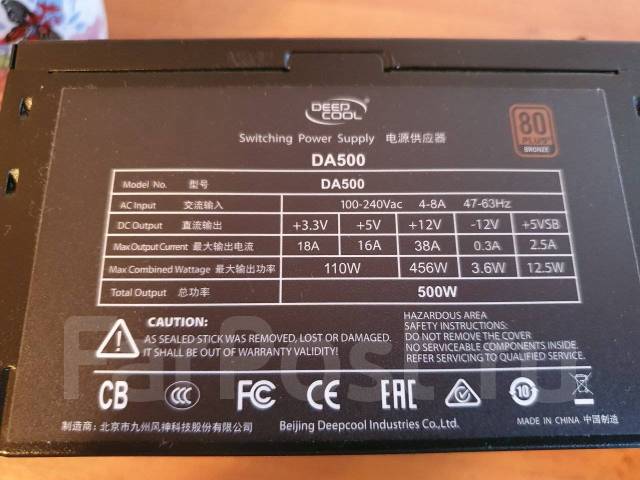 DEEP
COOL
80
PLUS
BRONZE
Switching Power Supply 电源供应器
DA500
Model No. 型号 DA500
AC Input 交流输入 100-240Vac 4-8A 47-63Hz
DC Output 直流输出 +3.3V +5V +12V -12V +5VSB
Max Output Current 最大输出电流 18A 16A 38A 0.3A 2.5A
Max Combined Wattage 最大输出功率 110W 456W 3.6W 12.5W
Total Output 总功率 500W
CAUTION:
AS SEALED STICK WAS REMOVED, LOST OR DAMAGED.
IT SHALL BE OUT OF WARRANTY VALIDITY!
HAZARDOUS AREA
SAFETY INSTRUCTIONS:
DO NOT REMOVE THE COVER
NO SERVICEABLE COMPONENTS INSIDE.
REFER SERVICING TO QUALIFIED SERVICE.
FarPost.ru
CB CCC FC CE EAC 10
制造商：北京市九州风神科技股份有限公司 Beijing Deepcool Industries Co.,Ltd. MADE IN CHINA 中国制造